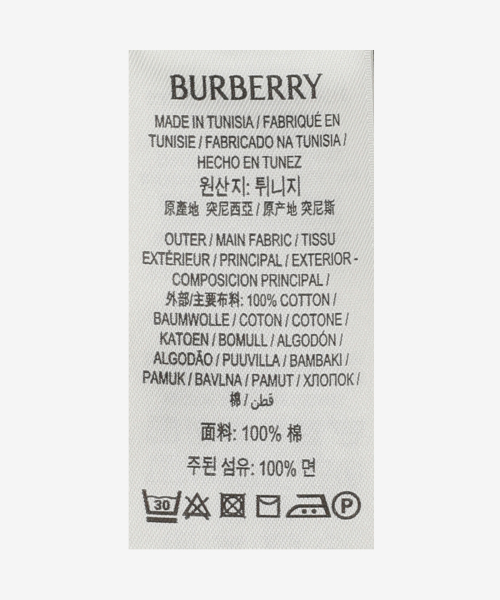 BURBERRY
MADE IN TUNISIA / FABRIQUÉ EN
TUNISIE / FABRICADO NA TUNISIA /
HECHO EN TUNEZ
원산지: 튀니지
原產地 突尼西亞 / 原产地 突尼斯
OUTER / MAIN FABRIC / TISSU
EXTÉRIEUR / PRINCIPAL / EXTERIOR -
COMPOSICION PRINCIPAL /
外部/主要布料: 100% COTTON /
BAUMWOLLE / COTON / COTONE /
KATOEN / BOMULL / ALGODÓN /
ALGODÃO / PUUVILLA / BAMBAKI /
PAMUK / BAVLNA / PAMUT / ХЛОПОК /
棉 / قطن
面料: 100% 棉
주된 섬유: 100% 면
30 P